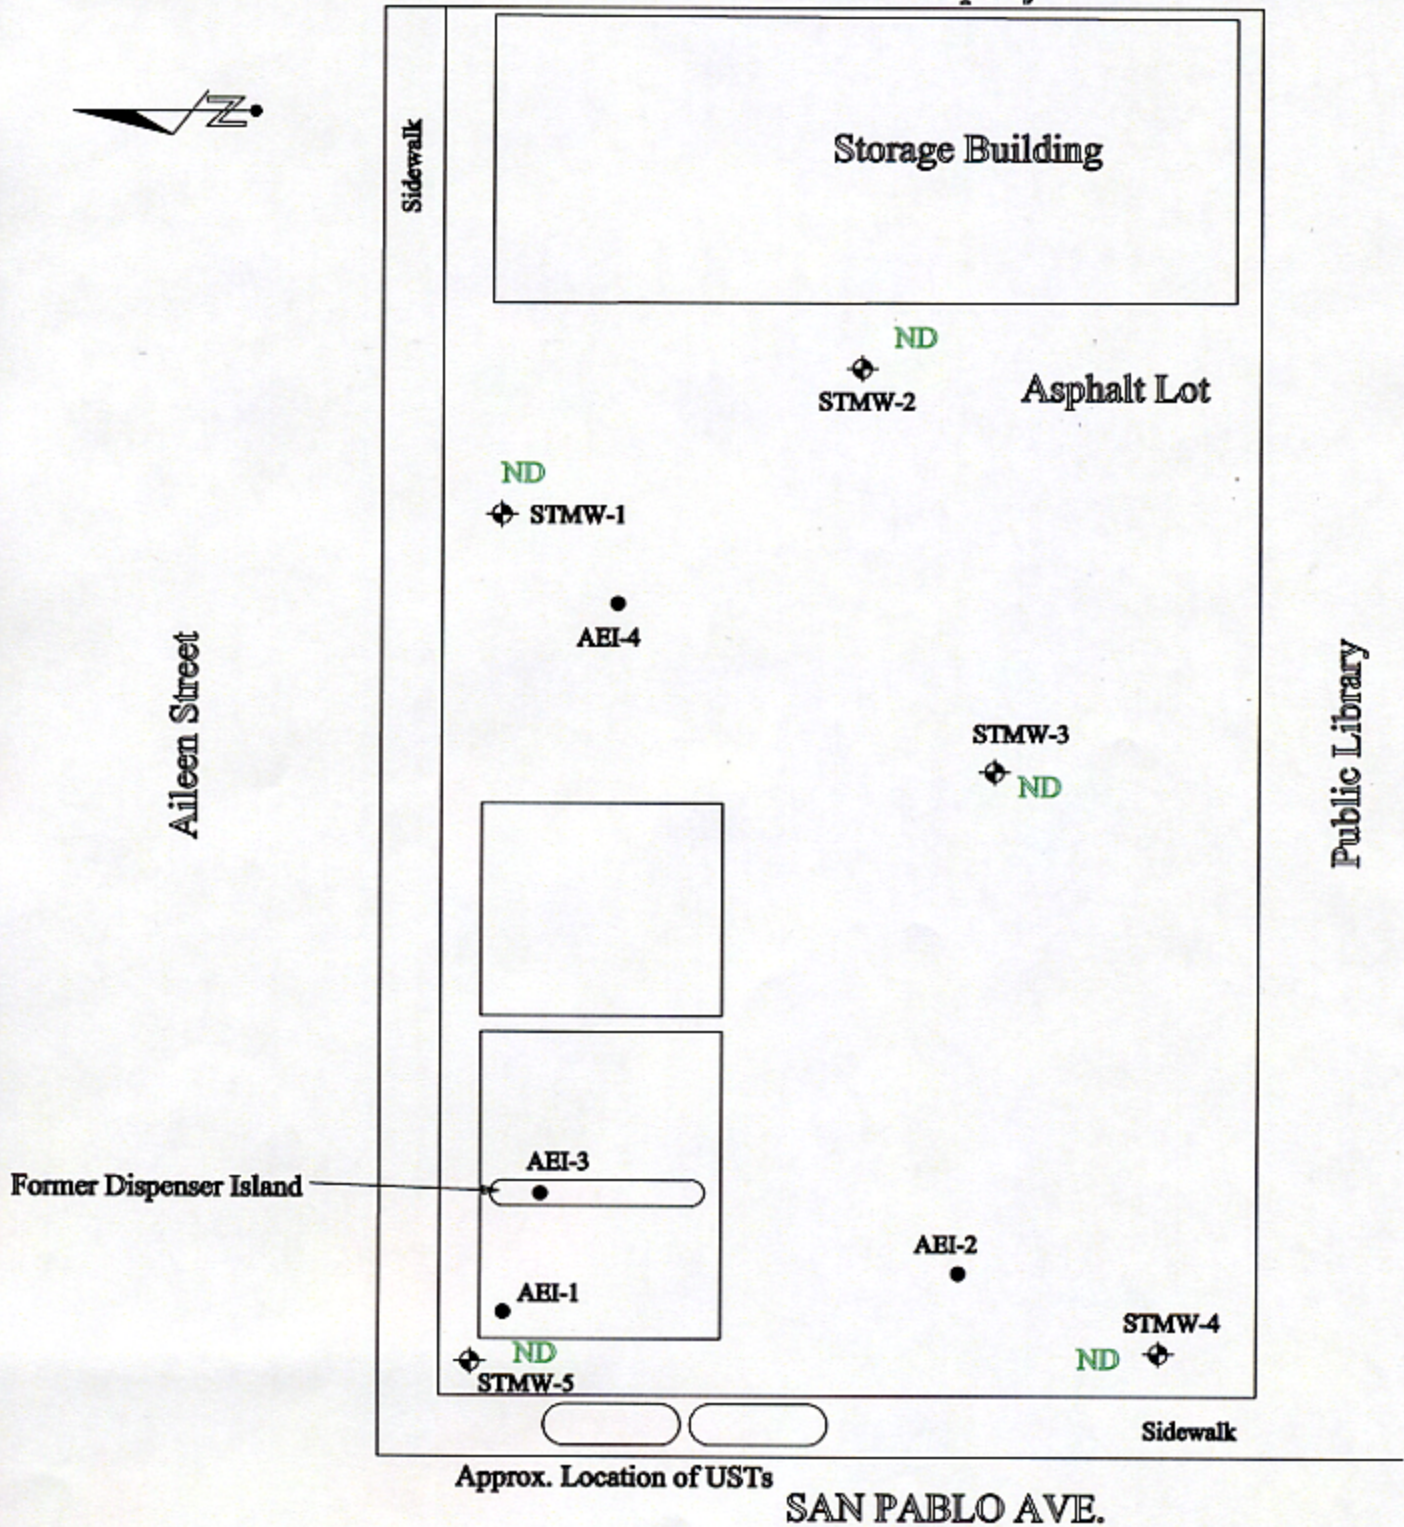 Z
Sidewalk
Storage Building
ND
STMW-2
Asphalt Lot
ND
STMW-1
AEI-4
Aileen Street
STMW-3
ND
Public Library
AEI-3
Former Dispenser Island
AEI-2
AEI-1
STMW-4
ND
ND
STMW-5
Sidewalk
Approx. Location of USTs
SAN PABLO AVE.